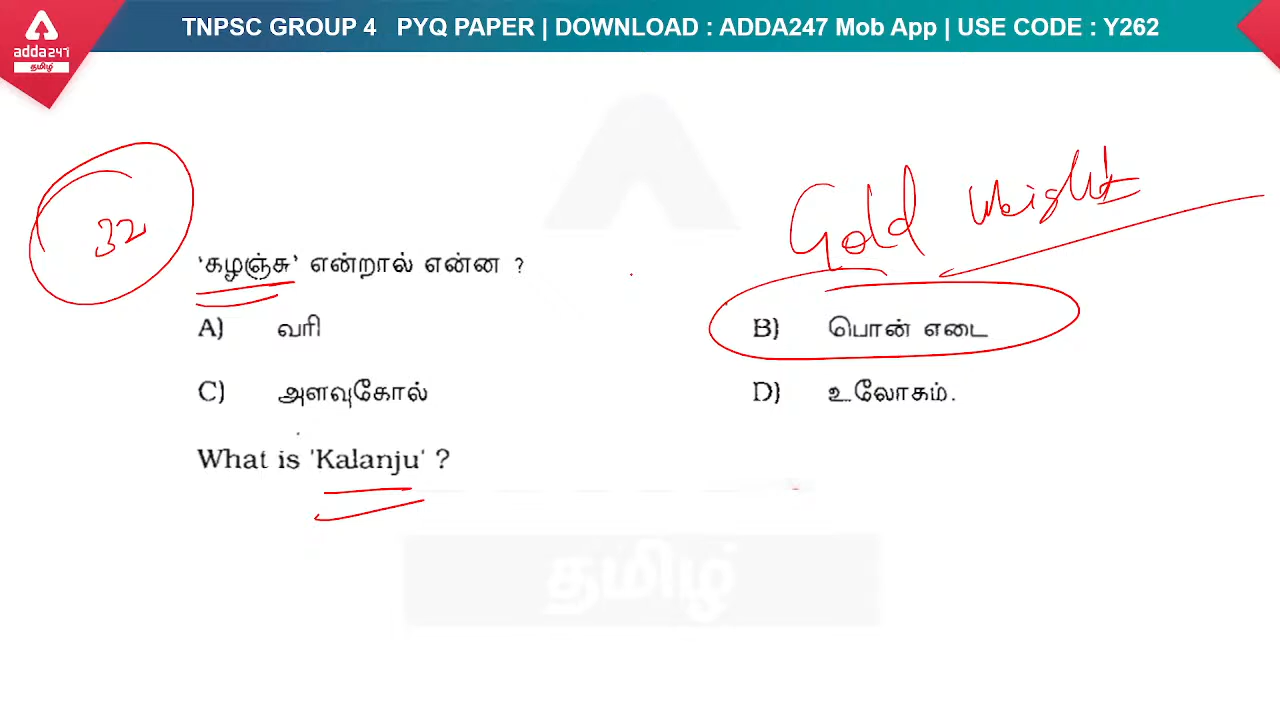 TNPSC GROUP 4 PYQ PAPER | DOWNLOAD : ADDA247 Mob App | USE CODE : Y262
adda247
தமிழ்
Gold Weight
32
'கழஞ்சு' என்றால் என்ன ?
A) வரி
B) பொன் எடை
C) அளவுகோல்
D) உலோகம்.
What is 'Kalanju' ?
தமிழ்